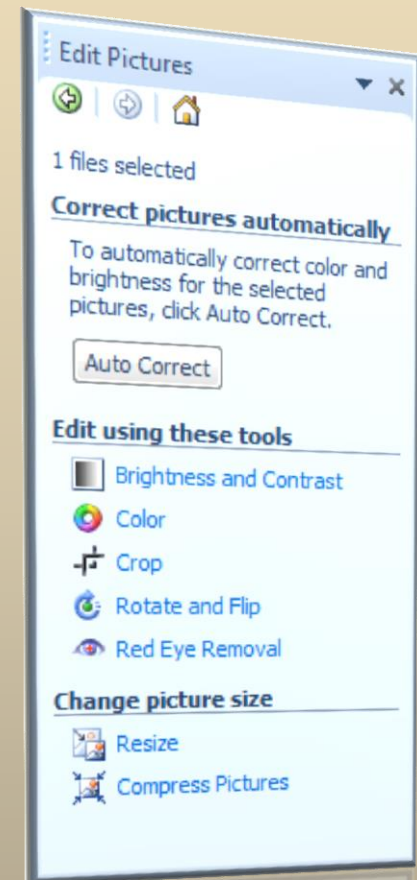 Edit Pictures
1 files selected
Correct pictures automatically
To automatically correct color and
brightness for the selected
pictures, click Auto Correct.
Auto Correct
Edit using these tools
Brightness and Contrast
Color
Crop
Rotate and Flip
Red Eye Removal
Change picture size
Resize
Compress Pictures